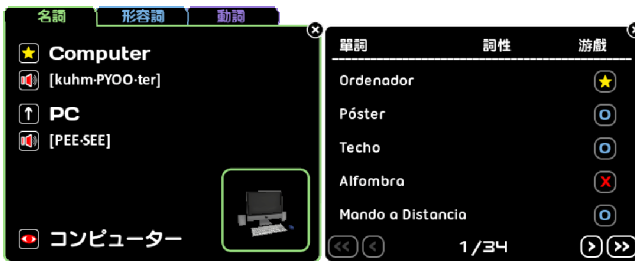 名詞 形容詞 動詞
Computer
[kuhm·PYOO·ter]
PC
[PEE·SEE]
コンピューター
單詞 詞性 游戲
Ordenador
Póster
Techo
Alfombra
Mando a Distancia
1/34